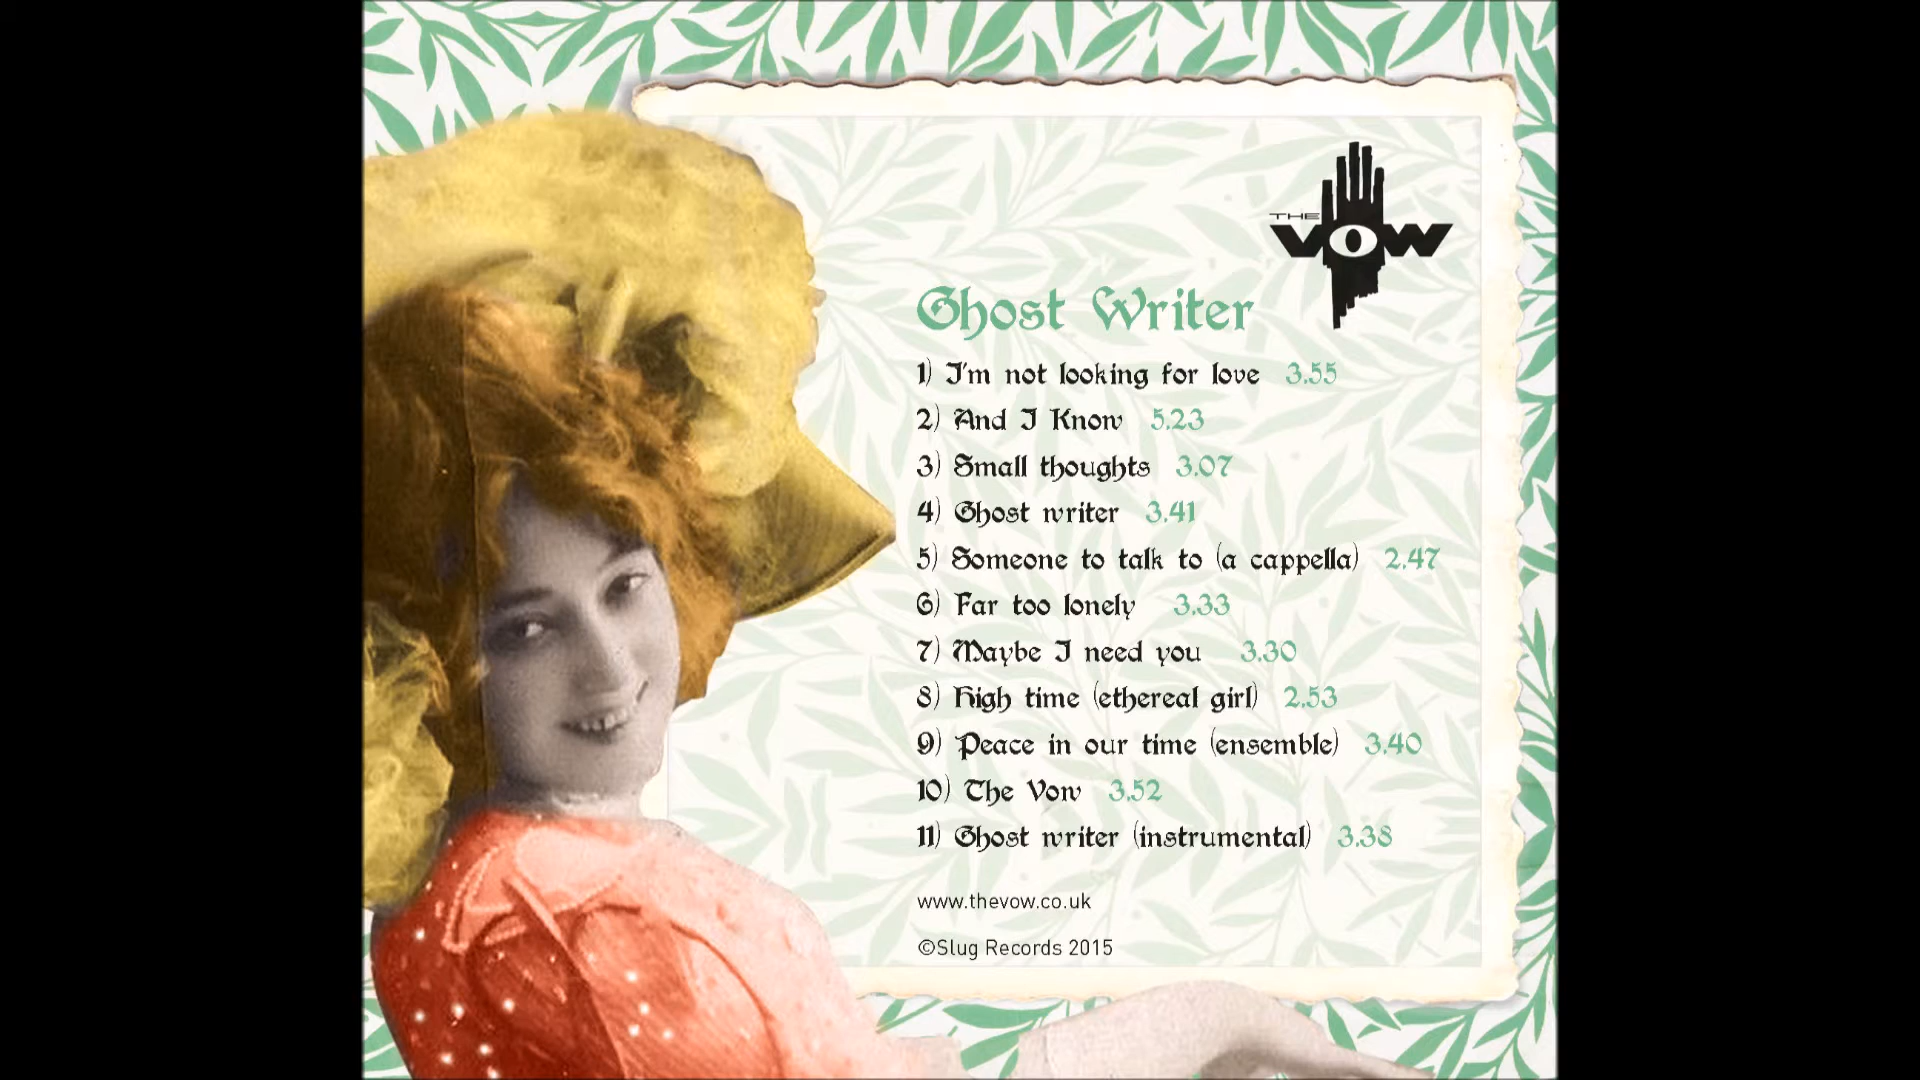 THE
VOW
Ghost Writer
1) I'm not looking for love 3.55
2) And I Know 5.23
3) Small thoughts 3.07
4) Ghost writer 3.41
5) Someone to talk to (a cappella) 2.47
6) Far too lonely 3.33
7) Maybe I need you 3.30
8) High time (ethereal girl) 2.53
9) Peace in our time (ensemble) 3.40
10) The Vow 3.52
11) Ghost writer (instrumental) 3.38
www.thevow.co.uk
©Slug Records 2015